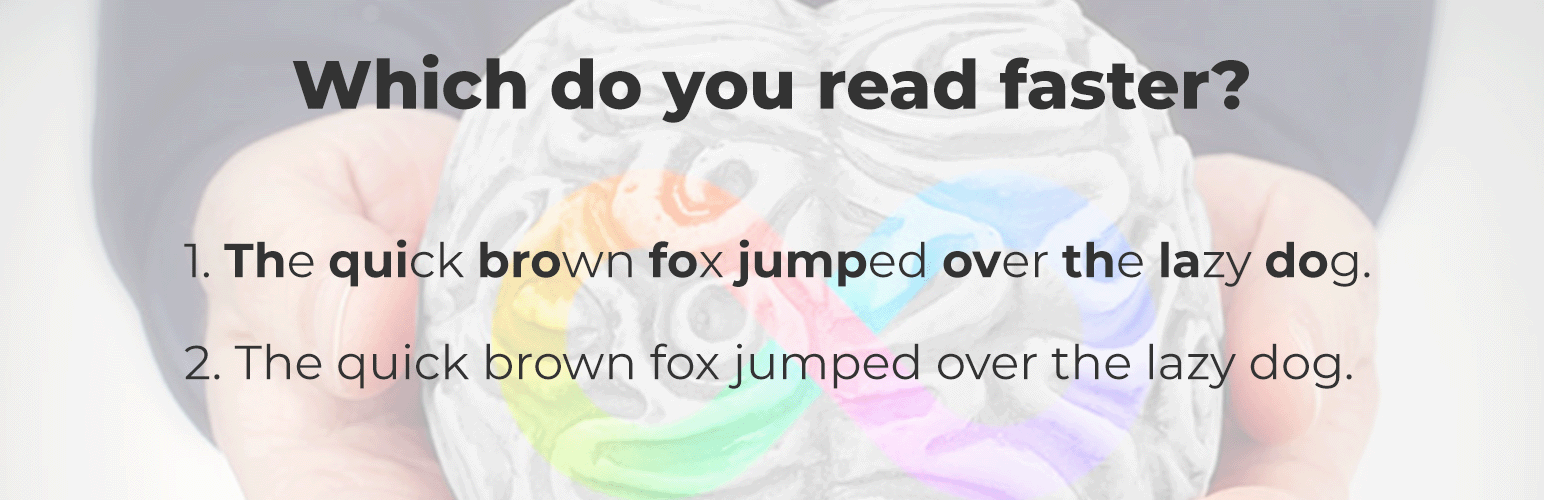 Which do you read faster?
1. The quick brown fox jumped over the lazy dog.
2. The quick brown fox jumped over the lazy dog.